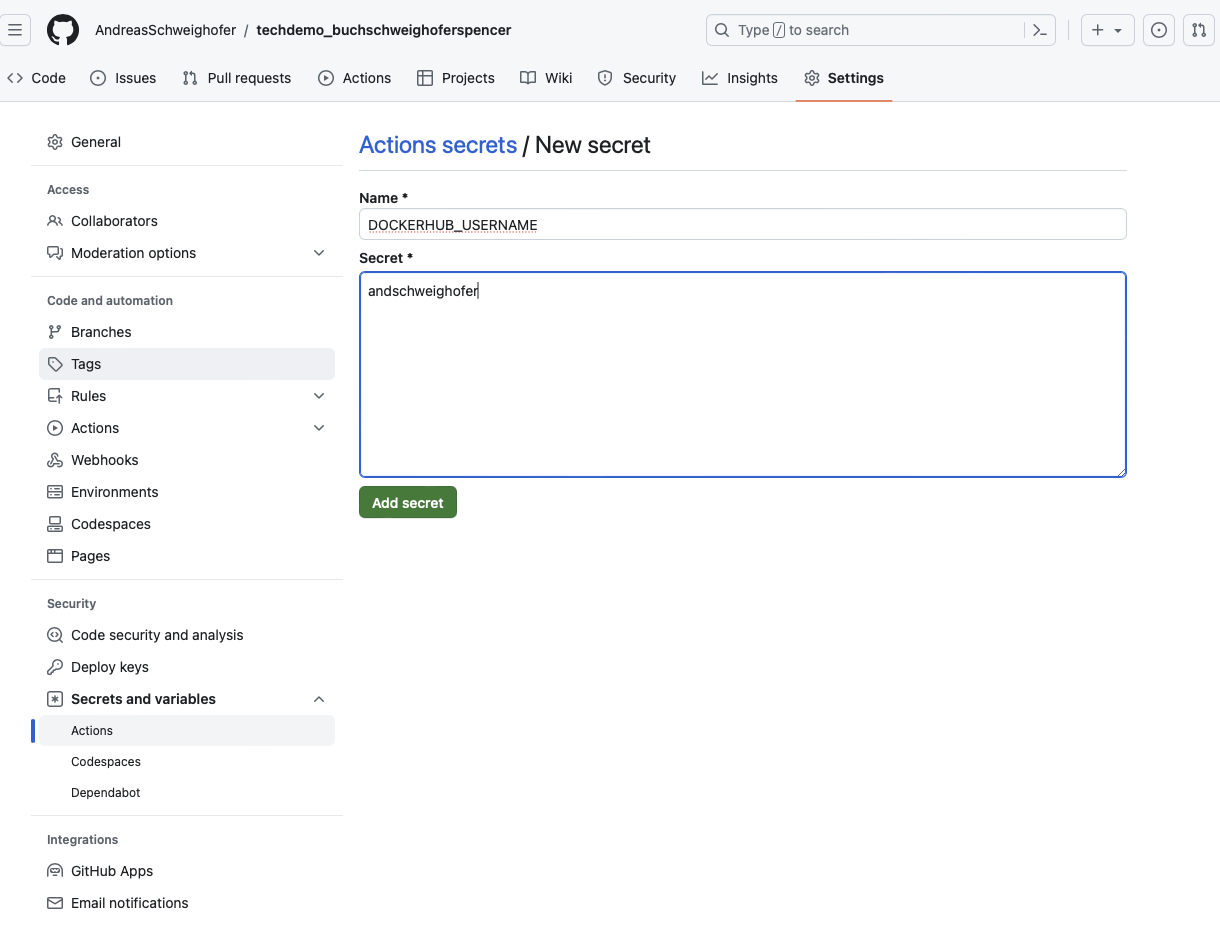 AndreasSchweighofer / techdemo_buchschweighoferspencer
Type / to search
Code Issues Pull requests Actions Projects Wiki Security Insights Settings
General
Access
Collaborators
Moderation options
Code and automation
Branches
Tags
Rules
Actions
Webhooks
Environments
Codespaces
Pages
Security
Code security and analysis
Deploy keys
Secrets and variables
Actions
Codespaces
Dependabot
Integrations
GitHub Apps
Email notifications
Actions secrets / New secret
Name *
DOCKERHUB_USERNAME
Secret *
andschweighofer
Add secret